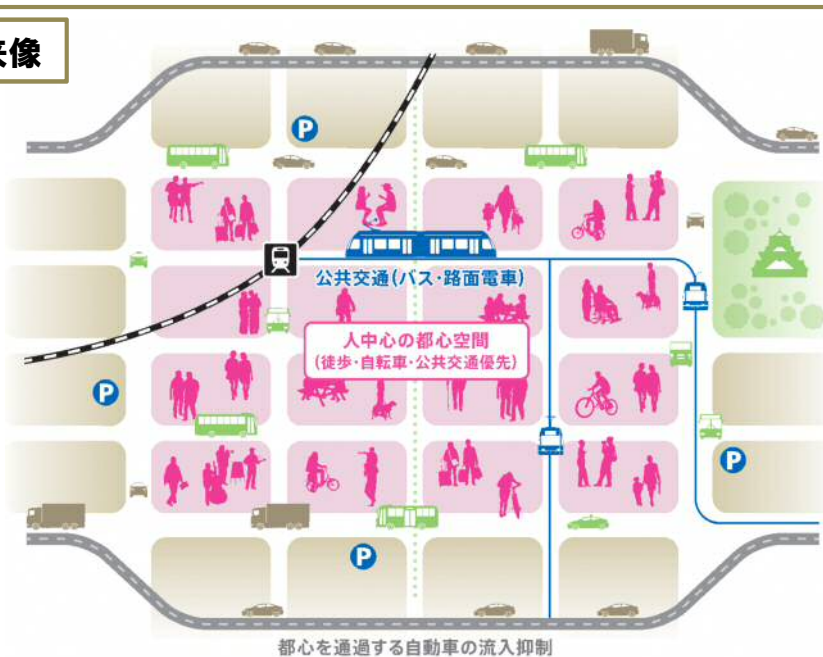 来像
P
公共交通(バス・路面電車)
人中心の都心空間
(徒歩・自転車・公共交通優先)
P
P
P
都心を通過する自動車の流入抑制